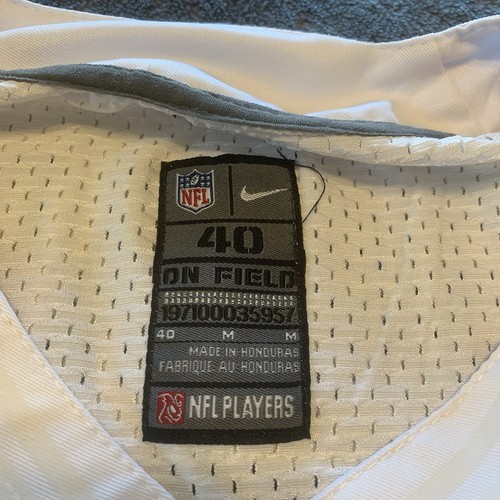 NFL
40
ON FIELD
197100035957
40 M M
MADE IN HONDURAS
FABRIQUE AU HONDURAS
NFL PLAYERS